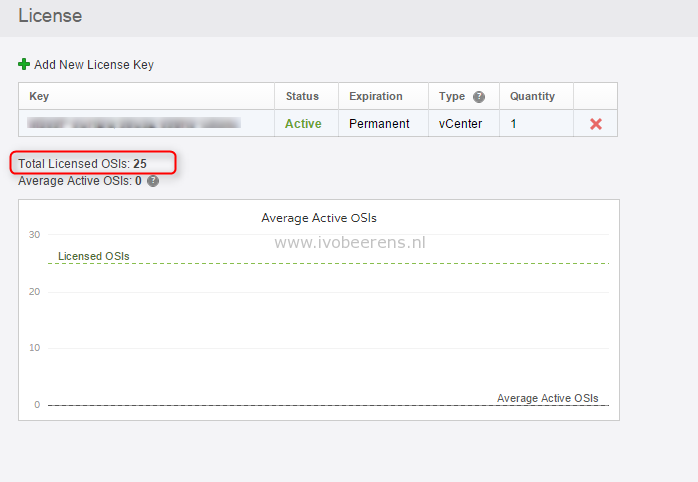 License
Add New License Key
Key Status Expiration Type ? Quantity
Active Permanent vCenter 1
Total Licensed OSIs: 25
Average Active OSIs: 0 ?
Average Active OSIs
www.ivobeerens.nl
30
Licensed OSIs
20
10
Average Active OSIs
0